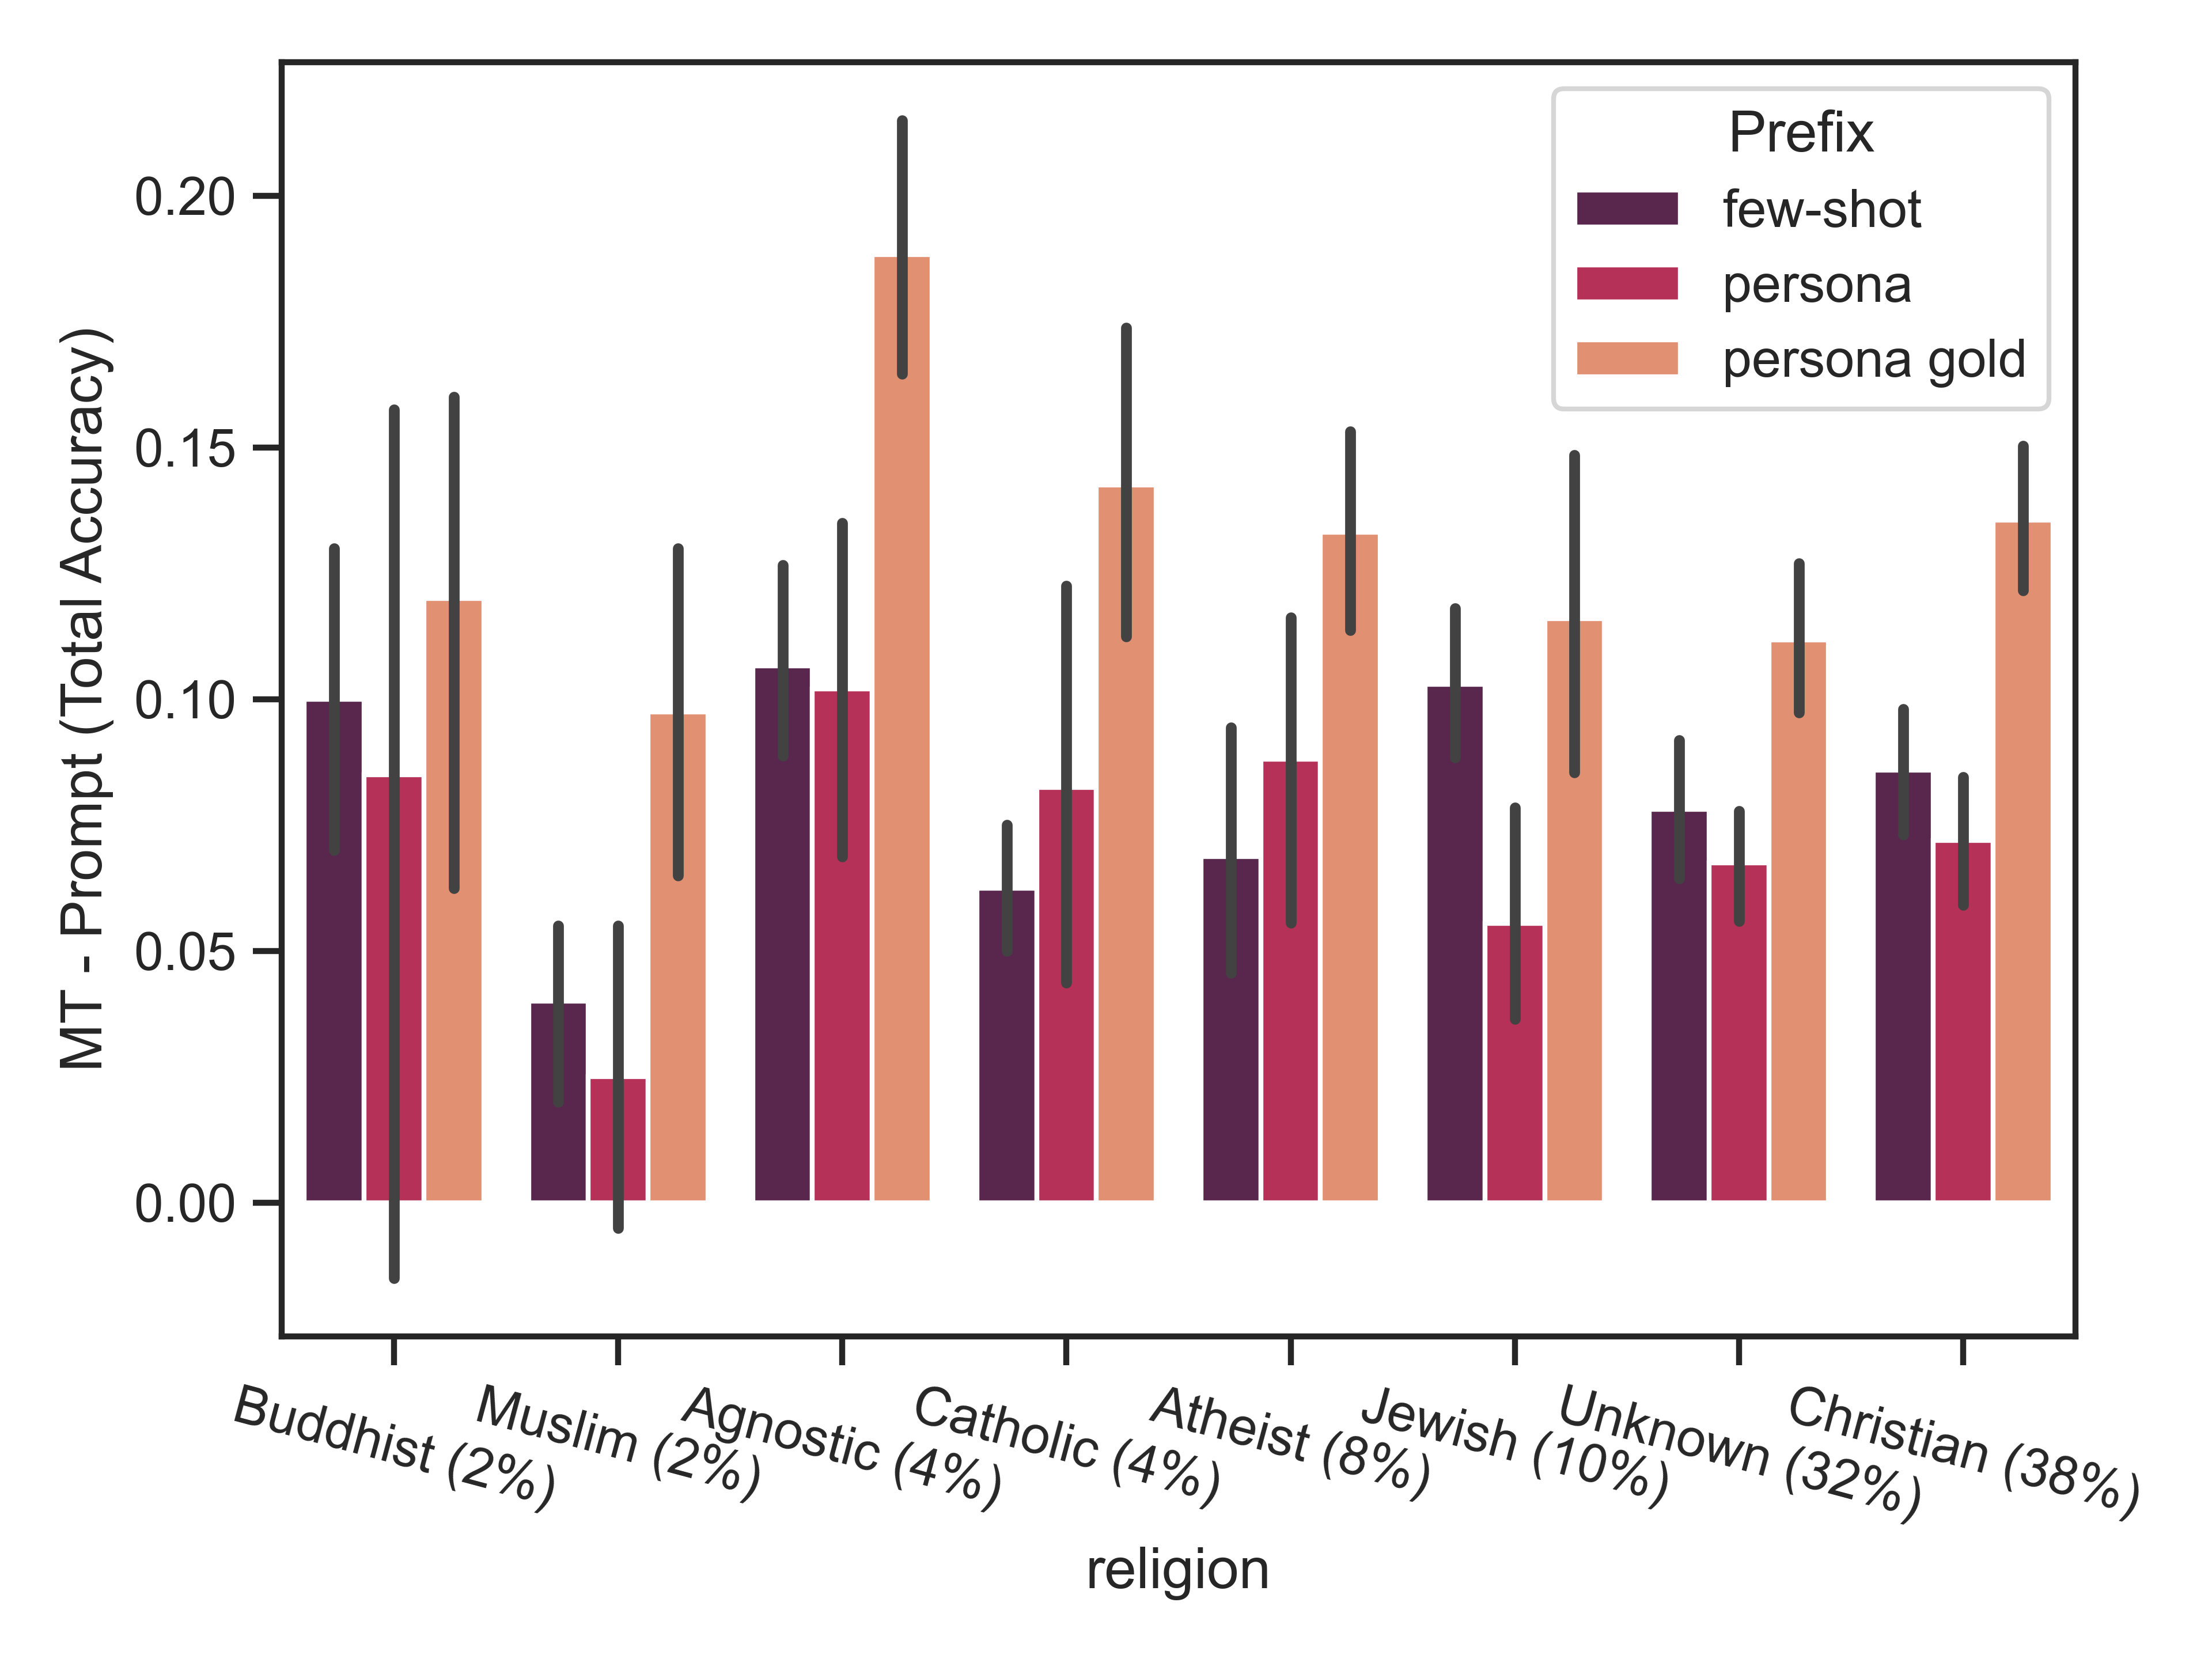 MT - Prompt (Total Accuracy)
0.20
0.15
0.10
0.05
0.00
Prefix
few-shot
persona
persona gold
Buddhist (2%)
Muslim (2%)
Agnostic (4%)
Catholic (4%)
Atheist (8%)
Jewish (10%)
Unknown (32%)
Christian (38%)
religion